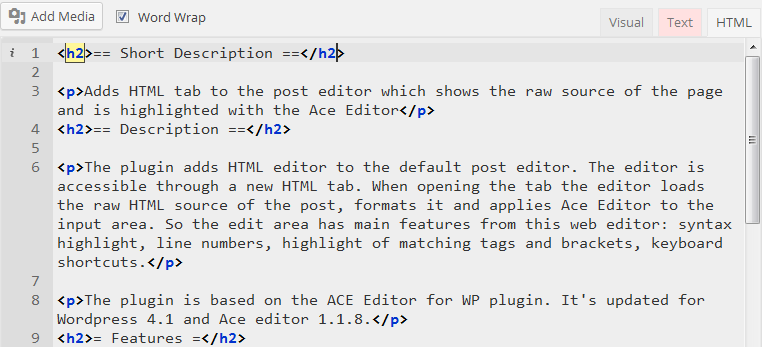 Add Media Word Wrap Visual Text HTML
i 1 <h2>== Short Description ==</h2>
2
3 <p>Adds HTML tab to the post editor which shows the raw source of the page
and is highlighted with the Ace Editor</p>
4 <h2>== Description ==</h2>
5
6 <p>The plugin adds HTML editor to the default post editor. The editor is
accessible through a new HTML tab. When opening the tab the editor loads
the raw HTML source of the post, formats it and applies Ace Editor to the
input area. So the edit area has main features from this web editor: syntax
highlight, line numbers, highlight of matching tags and brackets, keyboard
shortcuts.</p>
7
8 <p>The plugin is based on the ACE Editor for WP plugin. It's updated for
Wordpress 4.1 and Ace editor 1.1.8.</p>
9 <h2>= Features =</h2>